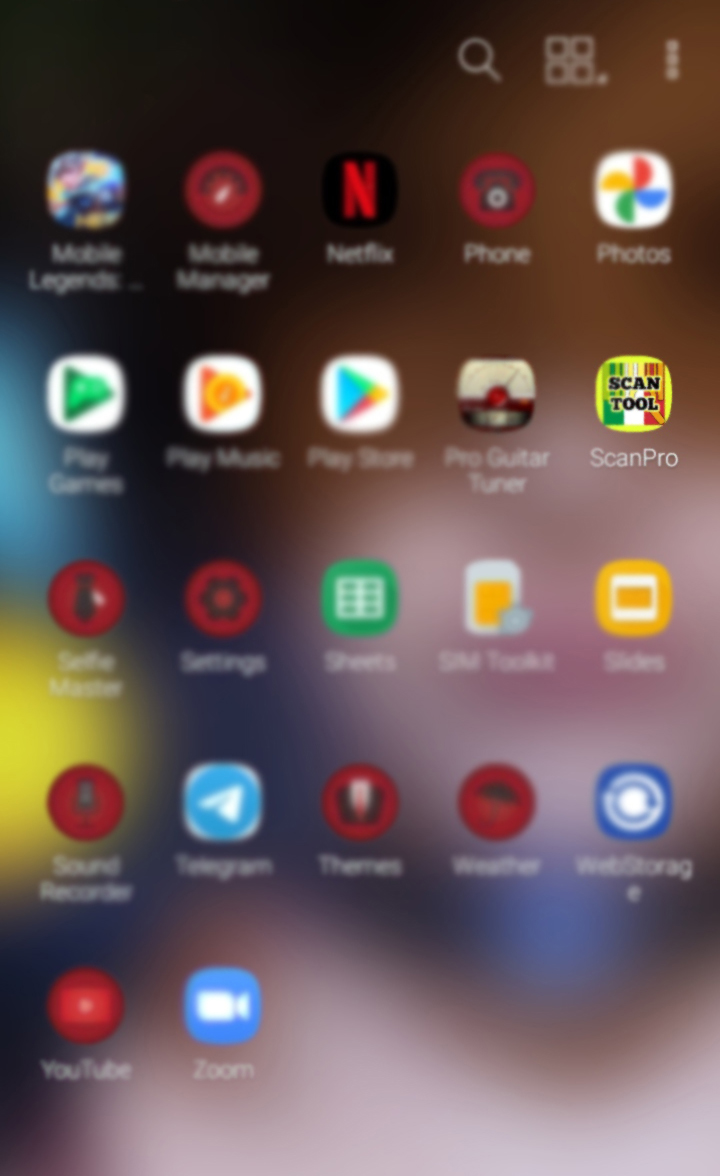 Mobile
Legends: ...
Mobile
Manager
N
Netflix
Phone
Photos
Play
Games
Play Music
Play Store
Pro Guitar
Tuner
SCAN
TOOL
ScanPro
Selfie
Master
Settings
Sheets
SIM Toolkit
Slides
Sound
Recorder
Telegram
Themes
Weather
WebStorag
e
YouTube
Zoom